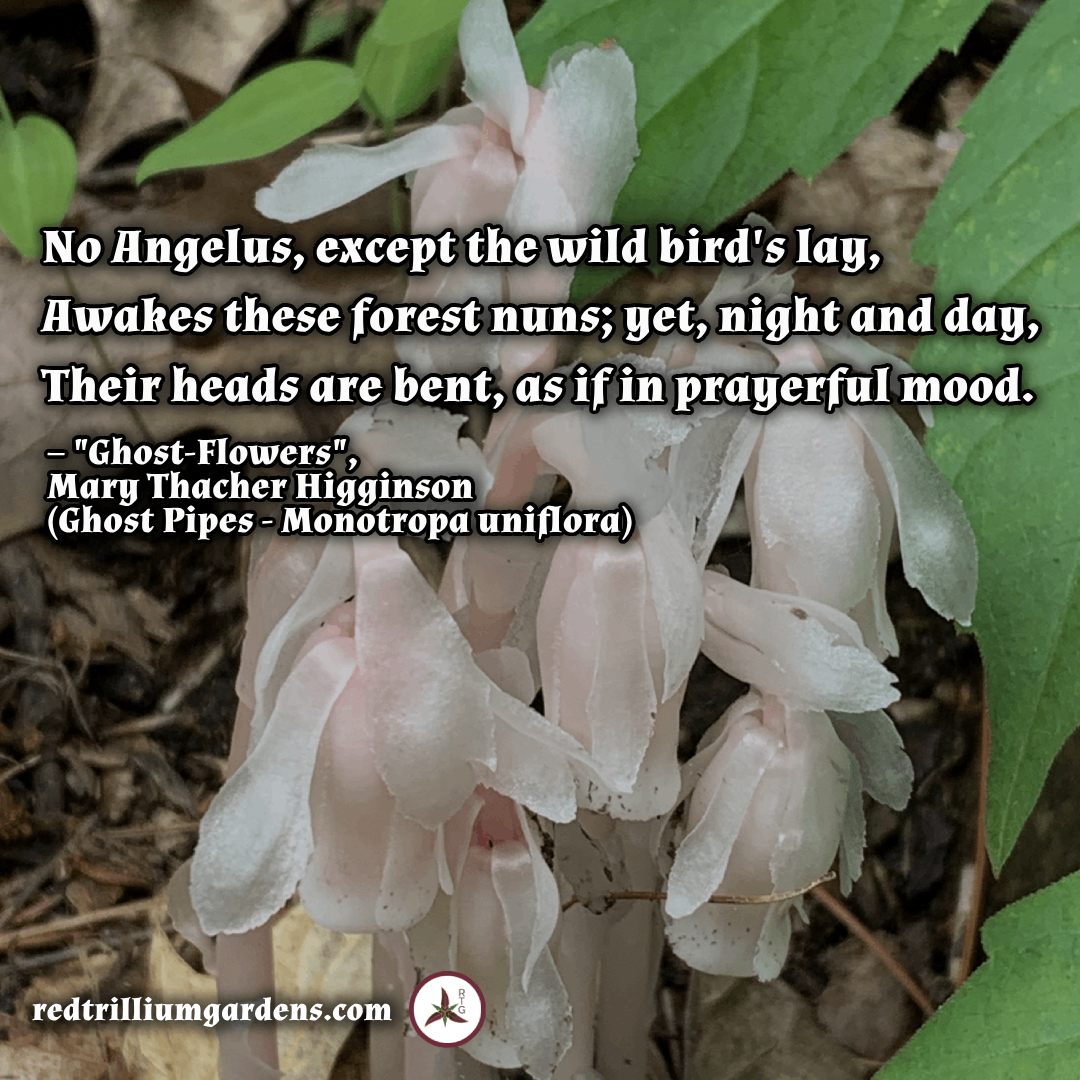 No Angelus, except the wild bird's lay,
Awakes these forest nuns; yet, night and day,
Their heads are bent, as if in prayerful mood.
– "Ghost-Flowers",
Mary Thacher Higginson
(Ghost Pipes - Monotropa uniflora)
redtrilliumgardens.com
RTG